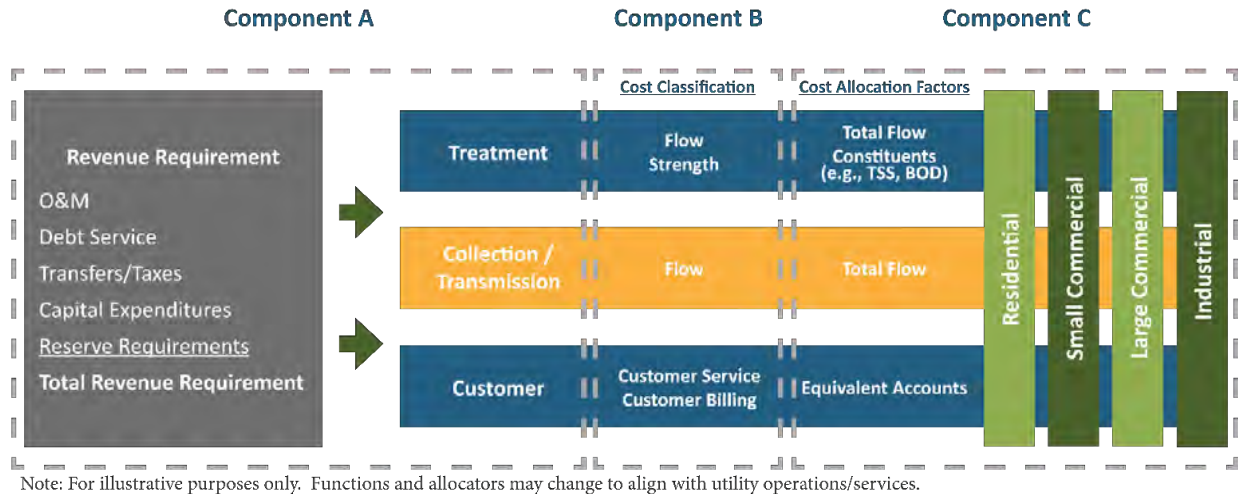 Component A
Component B
Component C
Revenue Requirement
O&M
Debt Service
Transfers/Taxes
Capital Expenditures
Reserve Requirements
Total Revenue Requirement
Treatment
Collection /
Transmission
Customer
Cost Classification
Flow
Strength
Flow
Customer Service
Customer Billing
Cost Allocation Factors
Total Flow
Constituents
(e.g., TSS, BOD)
Total Flow
Equivalent Accounts
Residential
Small Commercial
Large Commercial
Industrial
Note: For illustrative purposes only.  Functions and allocators may change to align with utility operations/services.